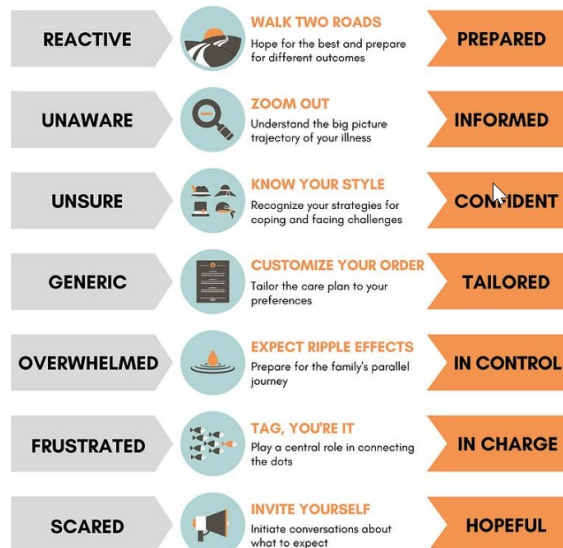 REACTIVE
WALK TWO ROADS
Hope for the best and prepare
for different outcomes
PREPARED
UNAWARE
ZOOM OUT
Understand the big picture
trajectory of your illness
INFORMED
UNSURE
KNOW YOUR STYLE
Recognize your strategies for
coping and facing challenges
CONFIDENT
GENERIC
CUSTOMIZE YOUR ORDER
Tailor the care plan to your
preferences
TAILORED
OVERWHELMED
EXPECT RIPPLE EFFECTS
Prepare for the family's parallel
journey
IN CONTROL
FRUSTRATED
TAG, YOU'RE IT
Play a central role in connecting
the dots
IN CHARGE
SCARED
INVITE YOURSELF
Initiate conversations about
what to expect
HOPEFUL